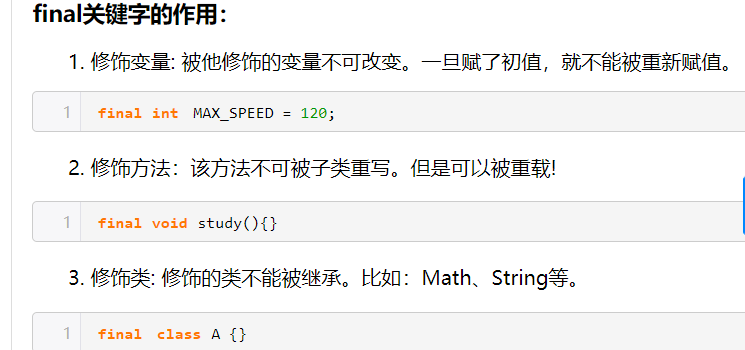 final关键字的作用：
1. 修饰变量: 被他修饰的变量不可改变。一旦赋了初值，就不能被重新赋值。
1 final int MAX_SPEED = 120;
2. 修饰方法：该方法不可被子类重写。但是可以被重载!
1 final void study(){}
3. 修饰类: 修饰的类不能被继承。比如：Math、String等。
1 final class A {}